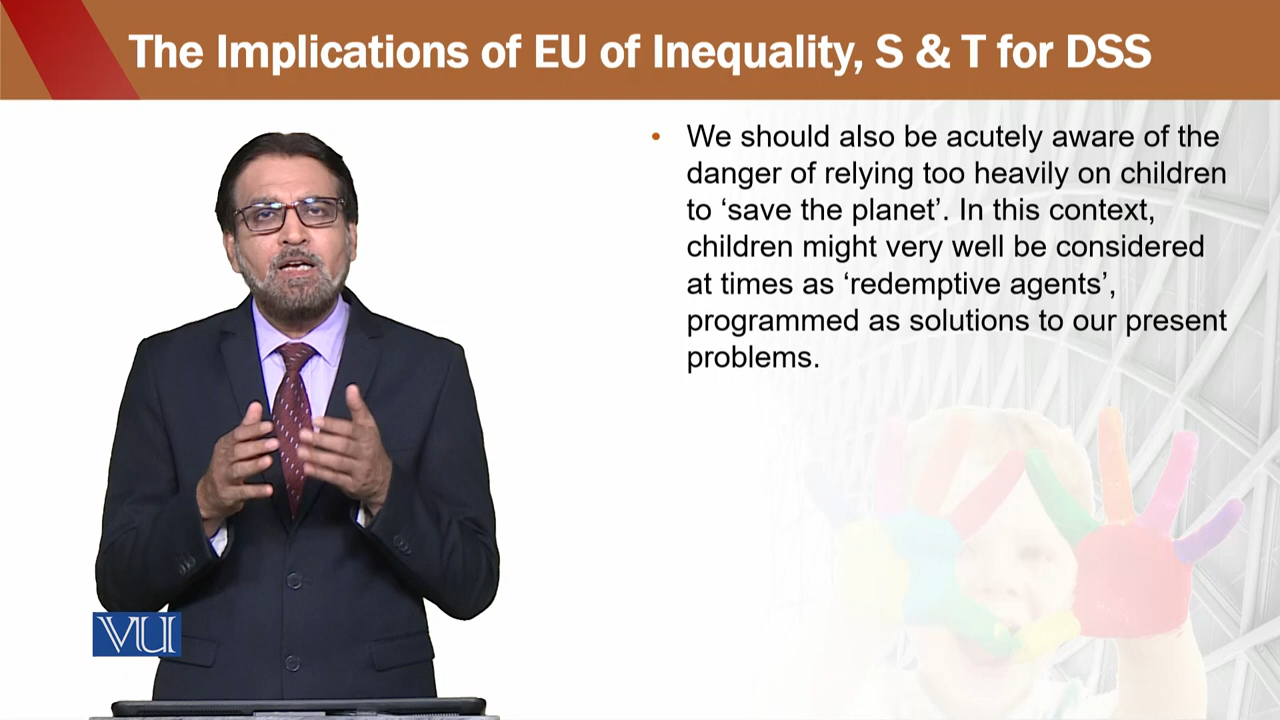 The Implications of EU of Inequality, S & T for DSS
• We should also be acutely aware of the
danger of relying too heavily on children
to ‘save the planet’. In this context,
children might very well be considered
at times as ‘redemptive agents’,
programmed as solutions to our present
problems.
VU